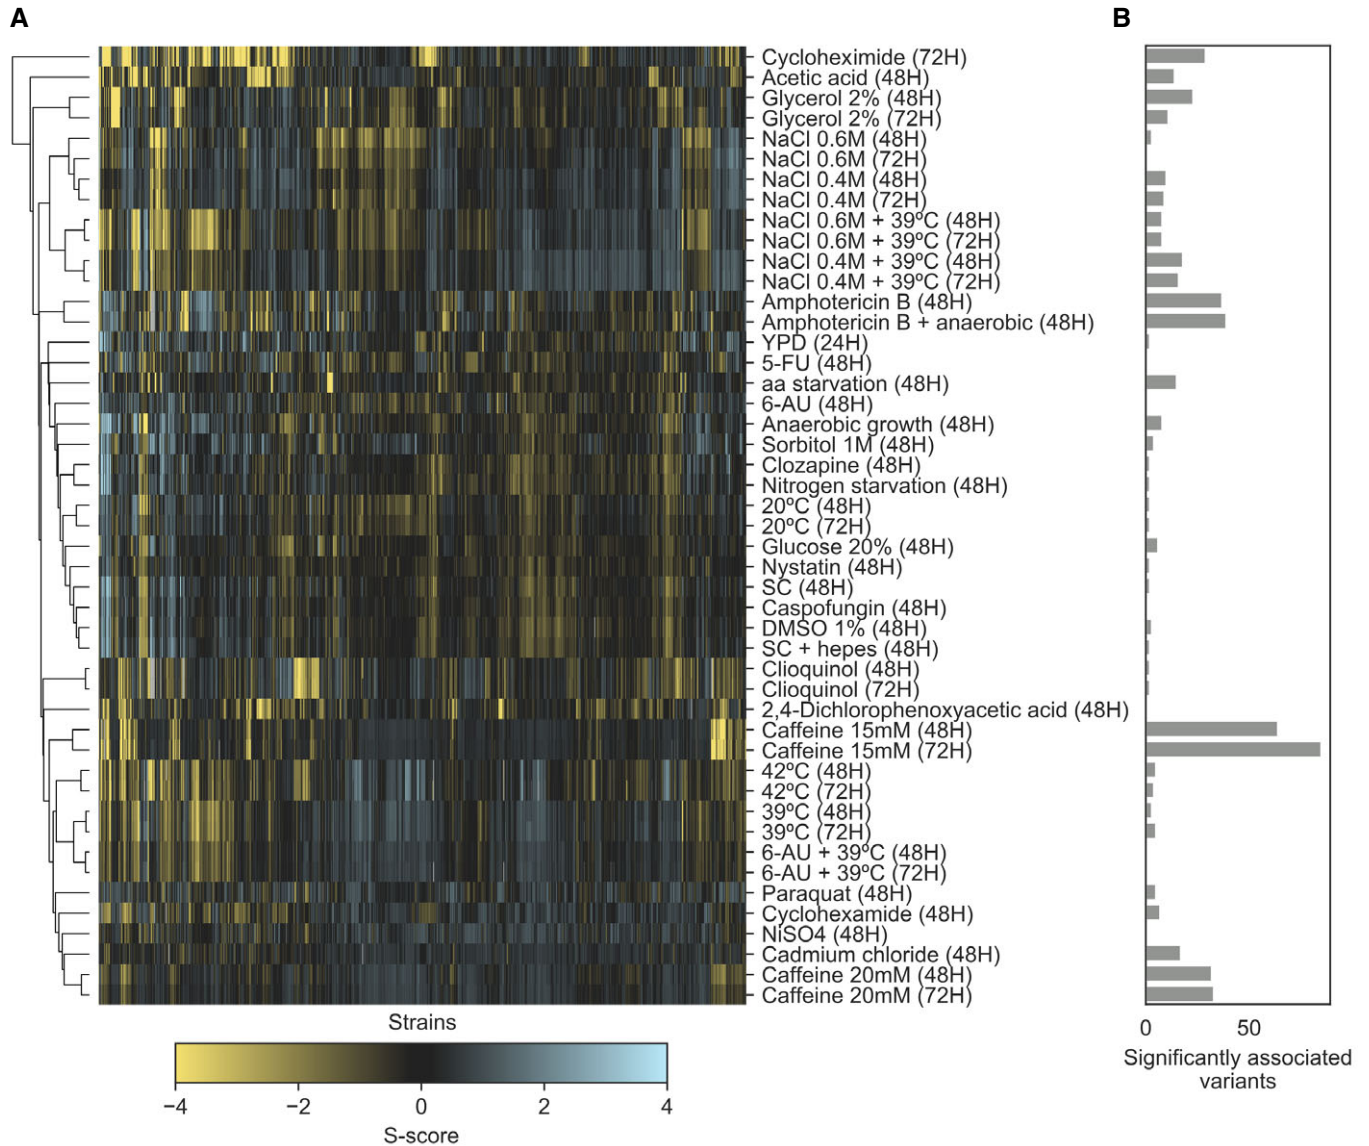 A
B
Cycloheximide (72H)
Acetic acid (48H)
Glycerol 2% (48H)
Glycerol 2% (72H)
NaCl 0.6M (48H)
NaCl 0.6M (72H)
NaCl 0.4M (48H)
NaCl 0.4M (72H)
NaCl 0.6M + 39ºC (48H)
NaCl 0.6M + 39ºC (72H)
NaCl 0.4M + 39ºC (48H)
NaCl 0.4M + 39ºC (72H)
Amphotericin B (48H)
Amphotericin B + anaerobic (48H)
YPD (24H)
5-FU (48H)
aa starvation (48H)
6-AU (48H)
Anaerobic growth (48H)
Sorbitol 1M (48H)
Clozapine (48H)
Nitrogen starvation (48H)
20ºC (48H)
20ºC (72H)
Glucose 20% (48H)
Nystatin (48H)
SC (48H)
Caspofungin (48H)
DMSO 1% (48H)
SC + hepes (48H)
Clioquinol (48H)
Clioquinol (72H)
2,4-Dichlorophenoxyacetic acid (48H)
Caffeine 15mM (48H)
Caffeine 15mM (72H)
42ºC (48H)
42ºC (72H)
39ºC (48H)
39ºC (72H)
6-AU + 39ºC (48H)
6-AU + 39ºC (72H)
Paraquat (48H)
Cyclohexamide (48H)
NiSO4 (48H)
Cadmium chloride (48H)
Caffeine 20mM (48H)
Caffeine 20mM (72H)
Strains
−4 −2 0 2 4
S-score
0 50
Significantly associated
variants